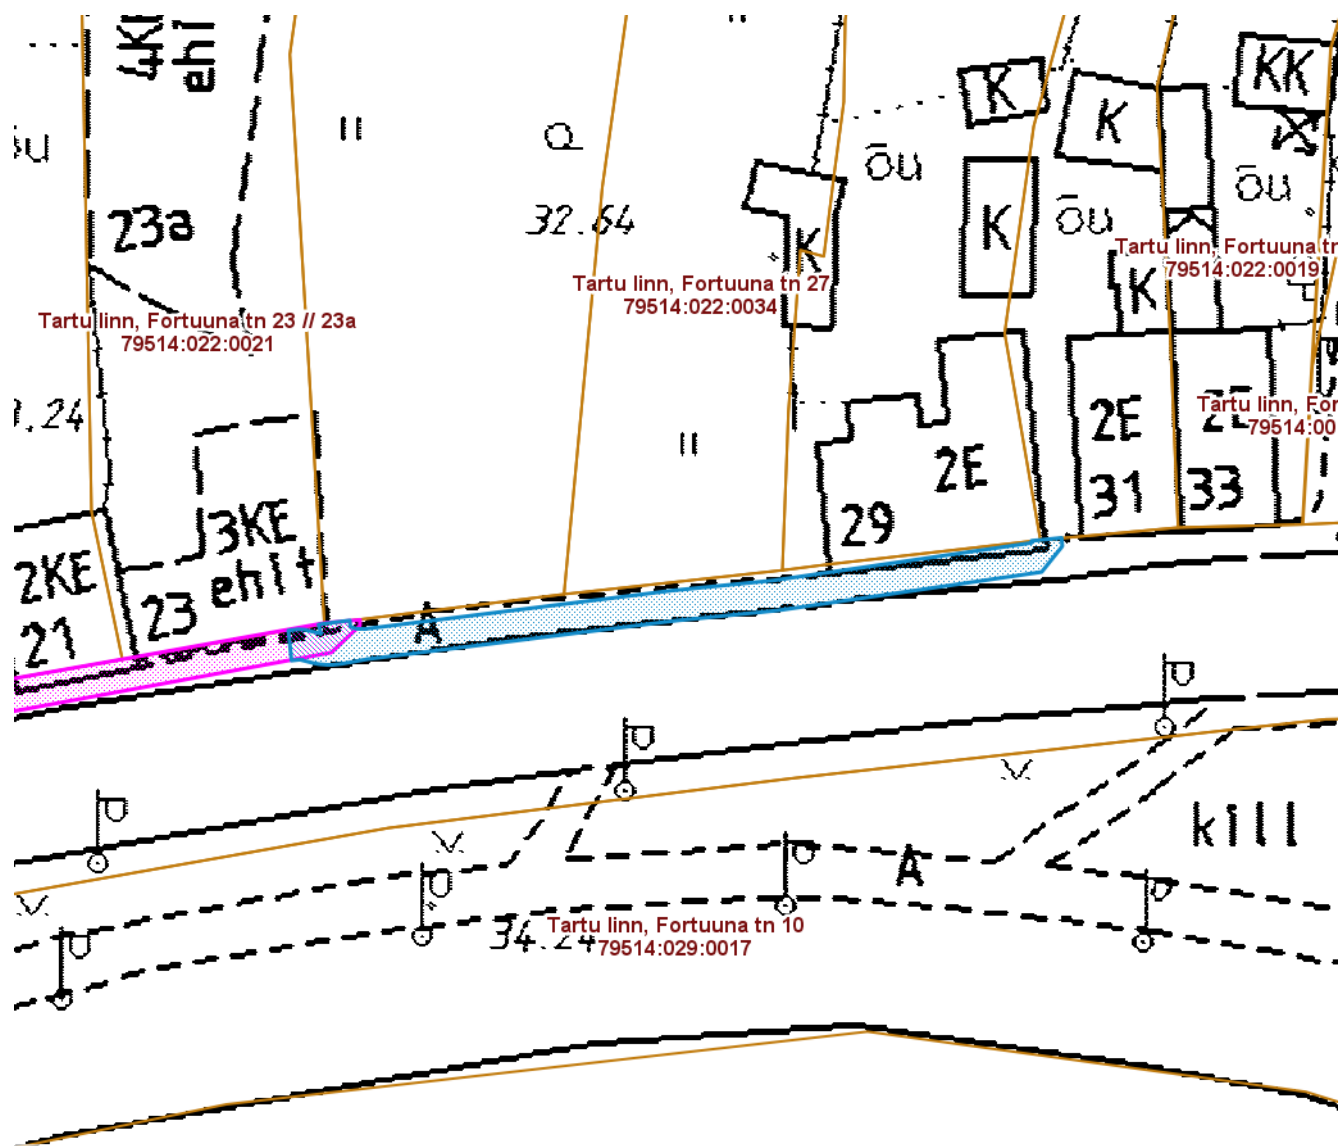 4KE
ehi
KK
K
K
õu
õu
õu
23a
32.64
K
K
Tartu linn, Fortuuna tn
79514:022:0019
K
Tartu linn, Fortuuna tn 27
79514:022:0034
Tartu linn, Fortuuna tn 23 // 23a
79514:022:0021
.24
Tartu linn, For
79514:00
2E
2E
2E
31
33
29
3KE
ehit
2KE
23
21
A
kill
A
34.24
Tartu linn, Fortuuna tn 10
79514:029:0017